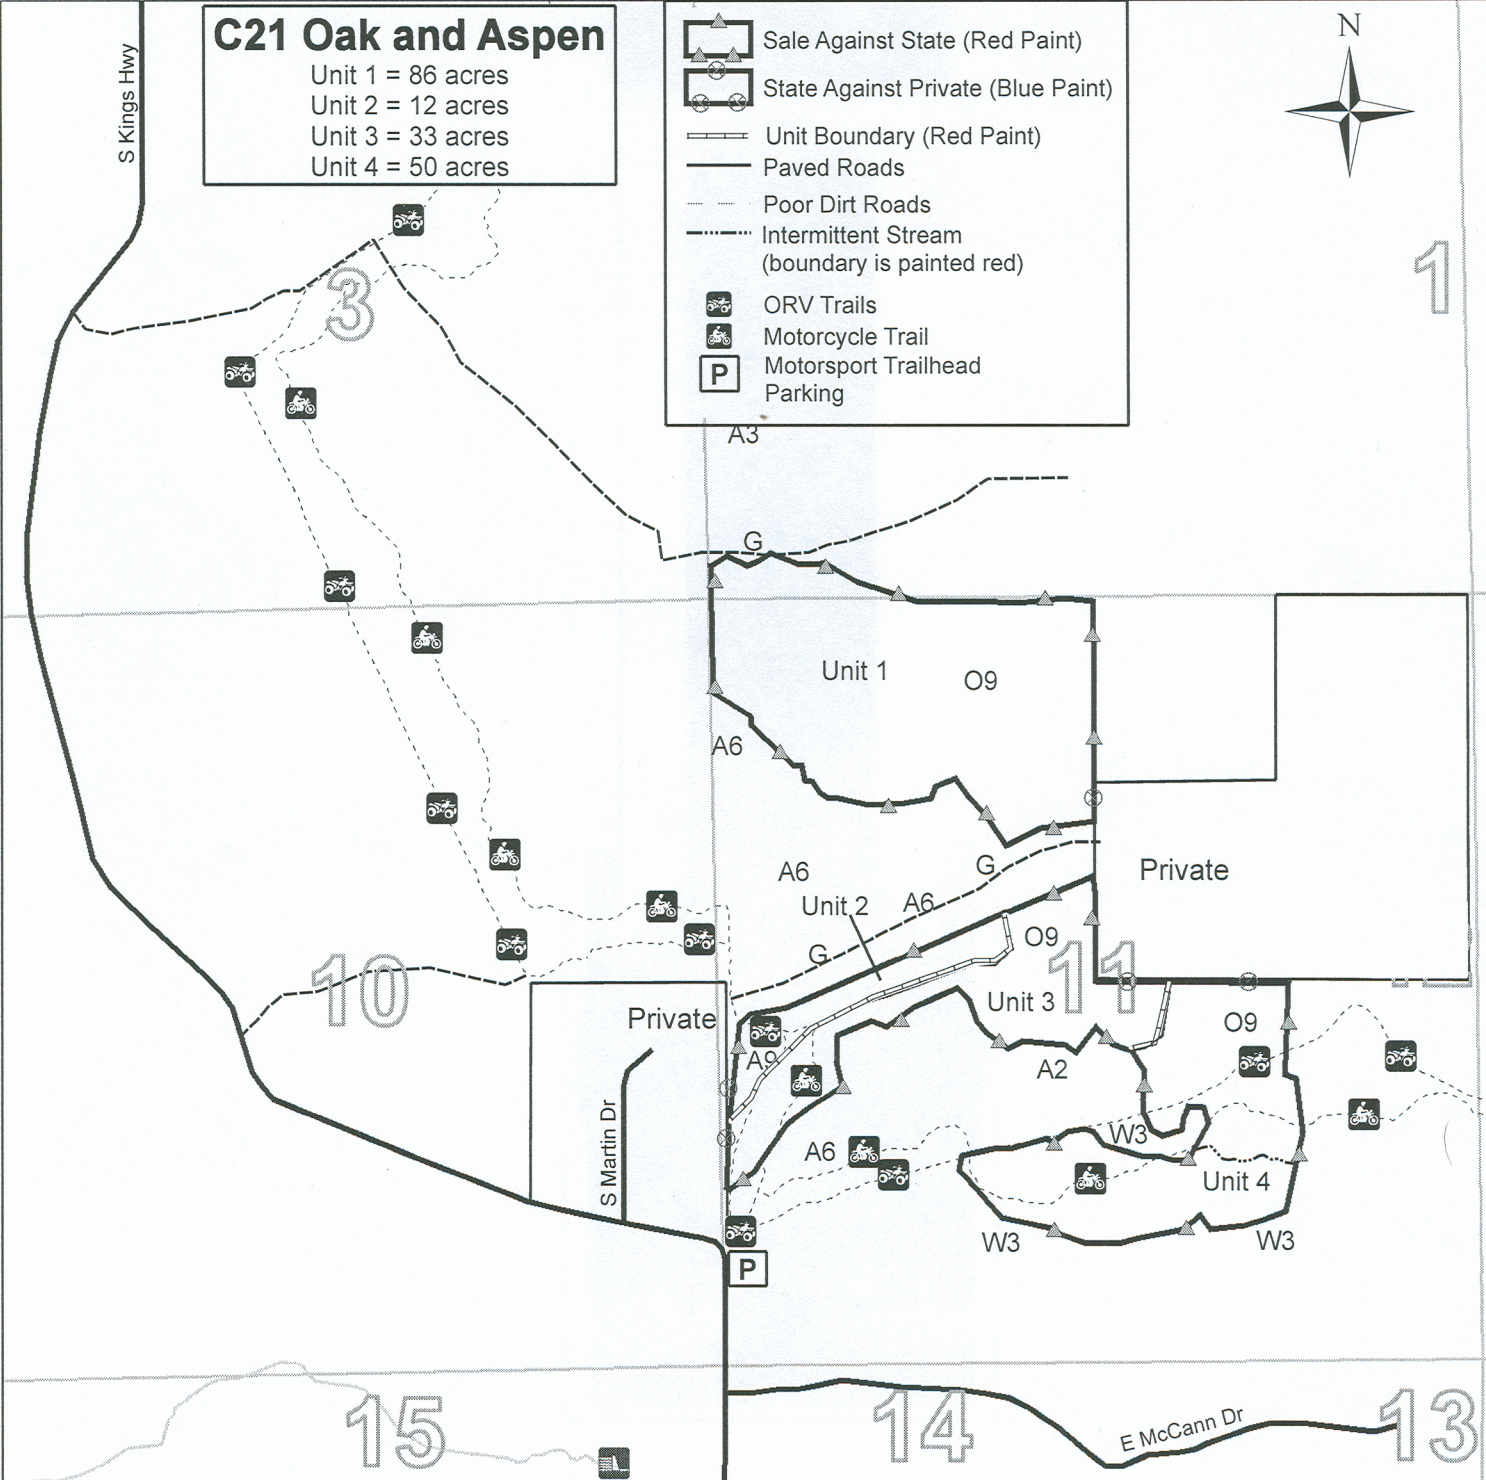 C21 Oak and Aspen
Unit 1 = 86 acres
Unit 2 = 12 acres
Unit 3 = 33 acres
Unit 4 = 50 acres
Sale Against State (Red Paint)
State Against Private (Blue Paint)
Unit Boundary (Red Paint)
Paved Roads
Poor Dirt Roads
Intermittent Stream
(boundary is painted red)
ORV Trails
Motorcycle Trail
P
Motorsport Trailhead
Parking
N
S Kings Hwy
3
1
A3
G
Unit 1
O9
A6
A6
G
Private
Unit 2
A6
O9
G
10
11
Private
Unit 3
O9
A9
A2
S Martin Dr
A6
W3
Unit 4
W3
W3
P
15
14
13
E McCann Dr